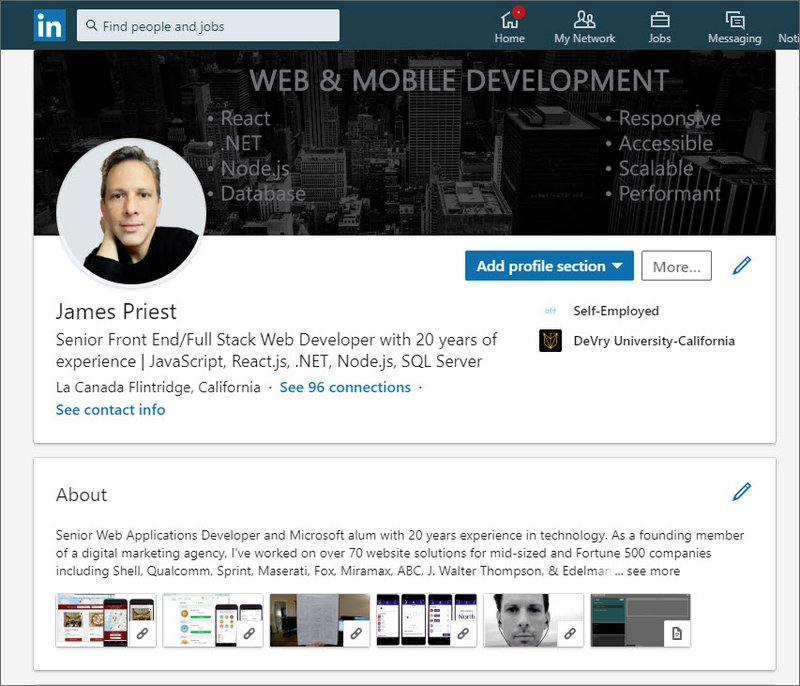 in
Find people and jobs
Home
My Network
Jobs
Messaging
Noti
WEB & MOBILE DEVELOPMENT
• React
• .NET
• Node.js
• Database
• Responsive
• Accessible
• Scalable
• Performant
Add profile section
More...
James Priest
Senior Front End/Full Stack Web Developer with 20 years of
experience | JavaScript, React.js, .NET, Node.js, SQL Server
La Canada Flintridge, California · See 96 connections ·
See contact info
Self-Employed
DeVry University-California
About
Senior Web Applications Developer and Microsoft alum with 20 years experience in technology. As a founding member
of a digital marketing agency, I've worked on over 70 website solutions for mid-sized and Fortune 500 companies
including Shell, Qualcomm, Sprint, Maserati, Fox, Miramax, ABC, J. Walter Thompson, & Edelman... see more
North